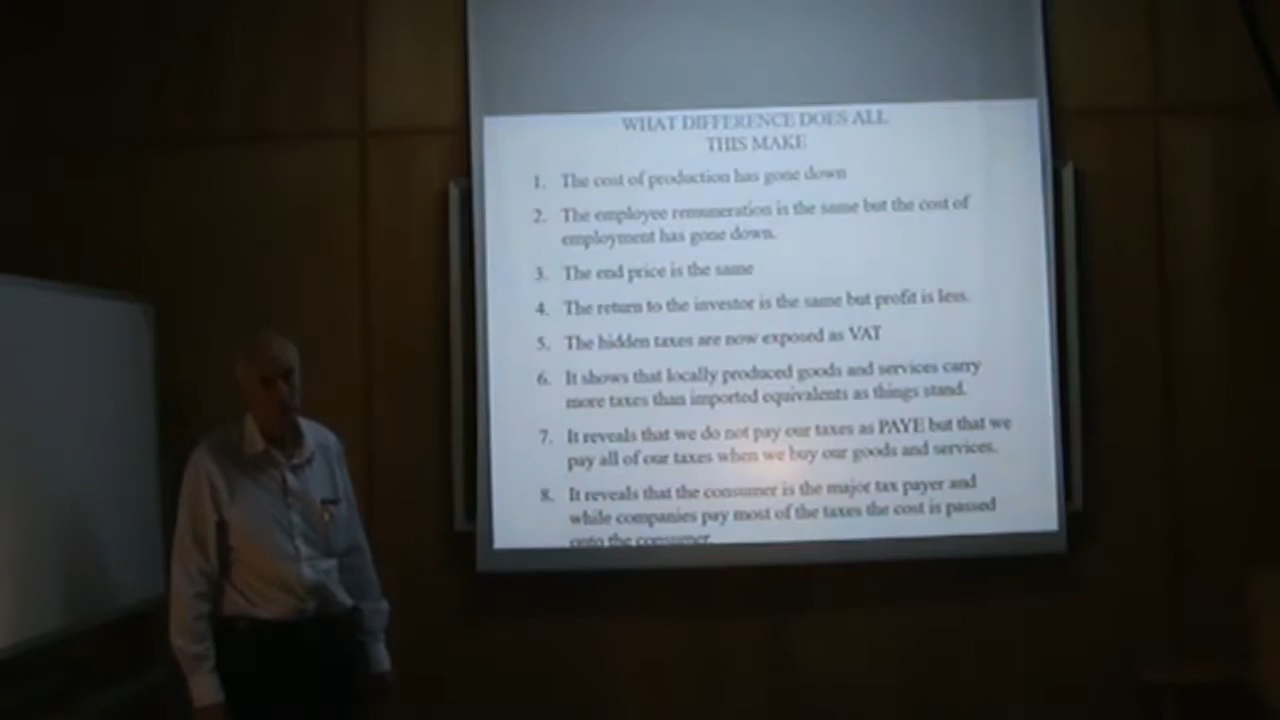 WHAT DIFFERENCE DOES ALL
THIS MAKE
1. The cost of production has gone down
2. The employee remuneration is the same but the cost of
employment has gone down.
3. The end price is the same
4. The return to the investor is the same but profit is less.
5. The hidden taxes are now exposed as VAT
6. It shows that locally produced goods and services carry
more taxes than imported equivalents as things stand.
7. It reveals that we do not pay our taxes as PAYE but that we
pay all of our taxes when we buy our goods and services.
8. It reveals that the consumer is the major tax payer and
while companies pay most of the taxes the cost is passed
onto the consumer